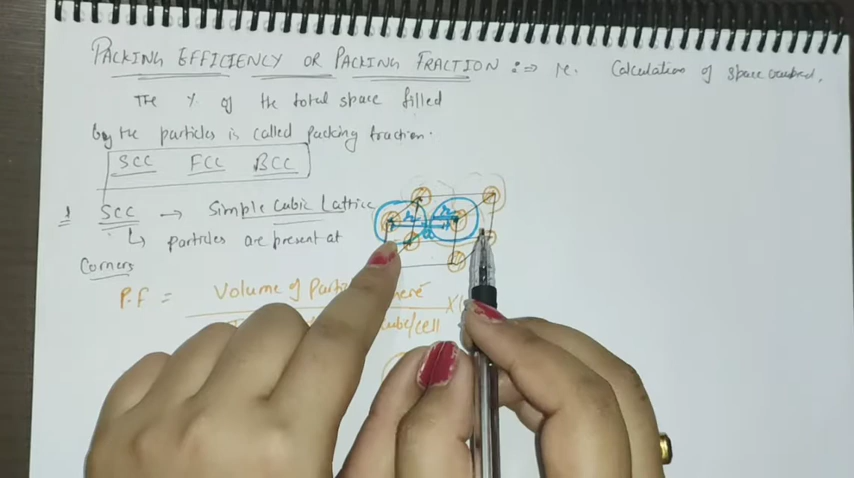 PACKING EFFICIENCY OR PACKING FRACTION :⇒ ie. Calculation of space
The % of the total space filled
by the particles is called packing fraction.
SCC FCC BCC
1 SCC → Simple Cubic Lattice
↳ particles are present at
Corners
P.F = Volume of
cube/cell